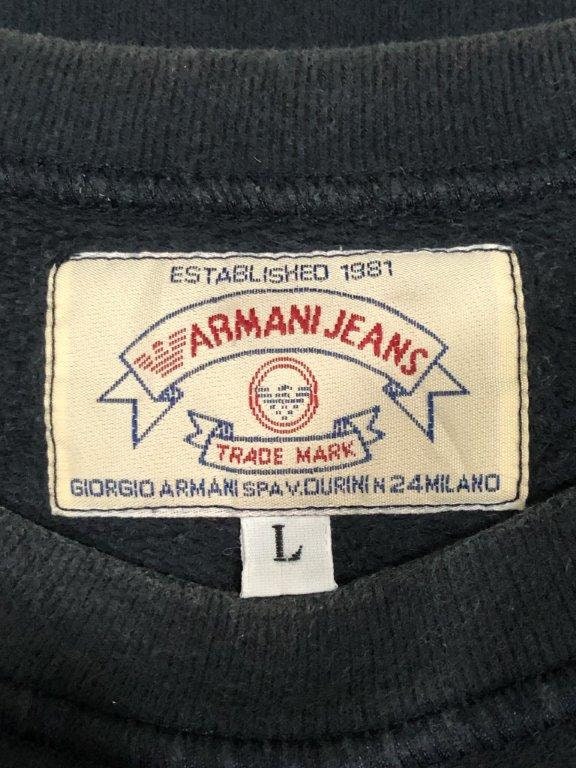 ESTABLISHED 1981
ARMANI JEANS
TRADE MARK
GIORGIO ARMANI SPA V. DURINI N 24 MILANO
L